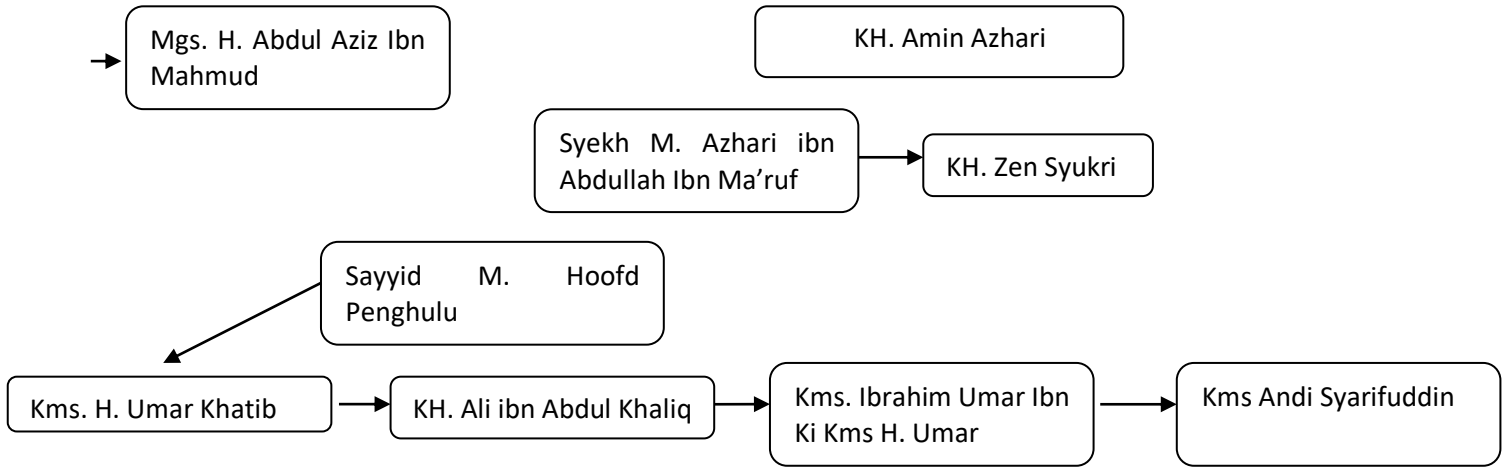 Mgs. H. Abdul Aziz Ibn
Mahmud
KH. Amin Azhari
Syekh M. Azhari ibn
Abdullah Ibn Ma’ruf
KH. Zen Syukri
Sayyid M. Hoofd
Penghulu
Kms. H. Umar Khatib
KH. Ali ibn Abdul Khaliq
Kms. Ibrahim Umar Ibn
Ki Kms H. Umar
Kms Andi Syarifuddin